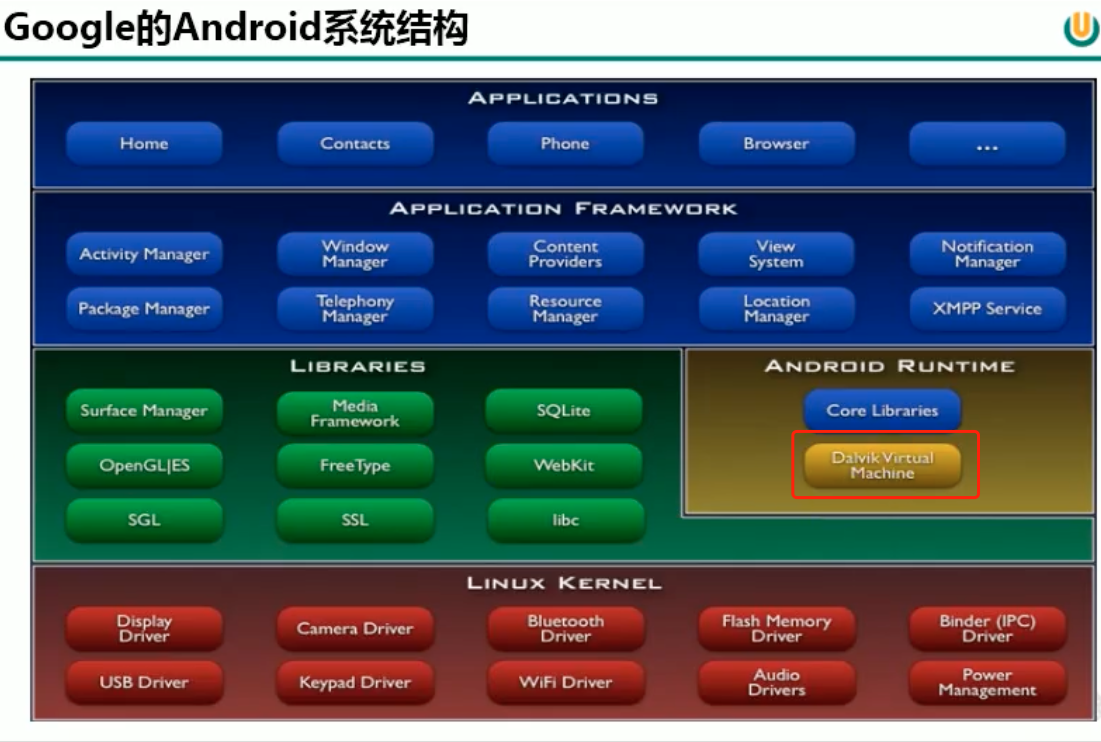 Google的Android系统结构
APPLICATIONS
Home
Contacts
Phone
Browser
...
APPLICATION FRAMEWORK
Activity Manager
Window
Manager
Content
Providers
View
System
Notification
Manager
Package Manager
Telephony
Manager
Resource
Manager
Location
Manager
XMPP Service
LIBRARIES
Surface Manager
Media
Framework
SQLite
OpenGL|ES
FreeType
WebKit
SGL
SSL
libc
ANDROID RUNTIME
Core Libraries
Dalvik Virtual
Machine
LINUX KERNEL
Display
Driver
Camera Driver
Bluetooth
Driver
Flash Memory
Driver
Binder (IPC)
Driver
USB Driver
Keypad Driver
WiFi Driver
Audio
Drivers
Power
Management